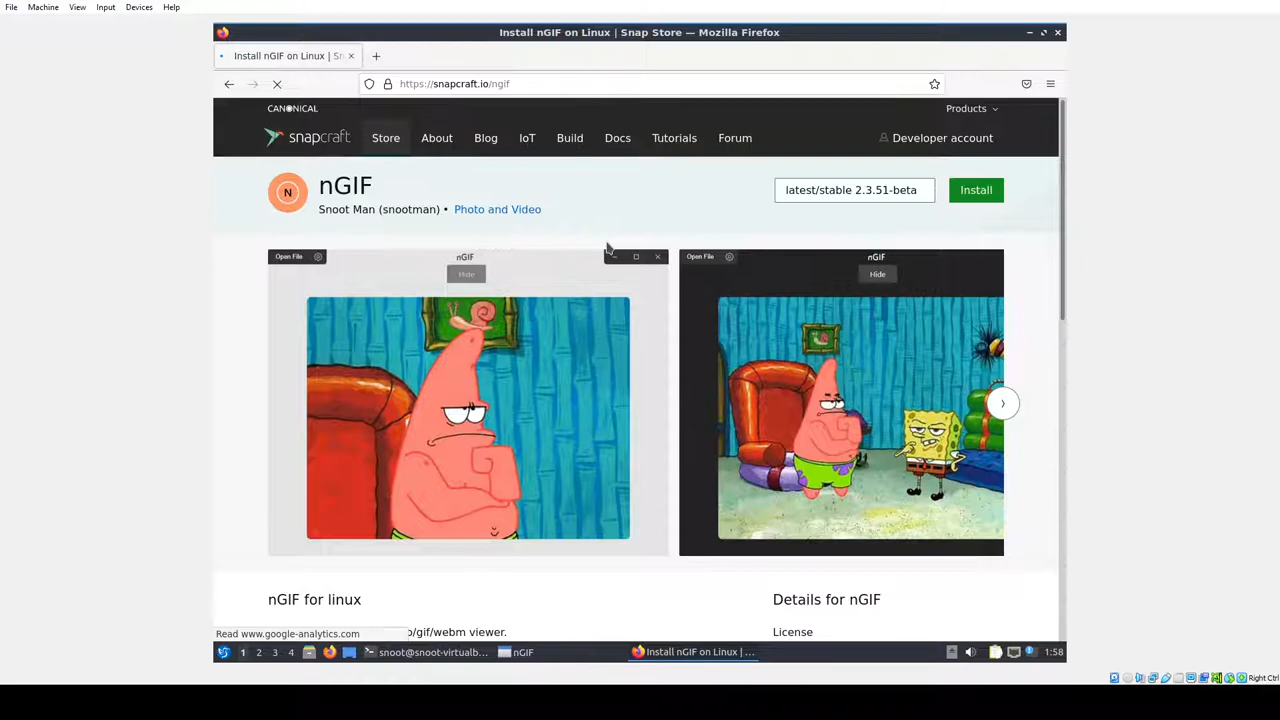 File Machine View Input Devices Help
Install nGIF on Linux | Snap Store — Mozilla Firefox
Install nGIF on Linux | Sn
https://snapcraft.io/ngif
CANONICAL
Products
snapcraft
Store
About
Blog
IoT
Build
Docs
Tutorials
Forum
Developer account
N
nGIF
latest/stable 2.3.51-beta
Install
Snoot Man (snootman) • Photo and Video
Open File
nGIF
Hide
Open File
nGIF
Hide
nGIF for linux
Details for nGIF
o/gif/webm viewer.
License
Read www.google-analytics.com
1 2 3 4
snoot@snoot-virtualb...
nGIF
Install nGIF on Linux | ...
1:58
Right Ctrl